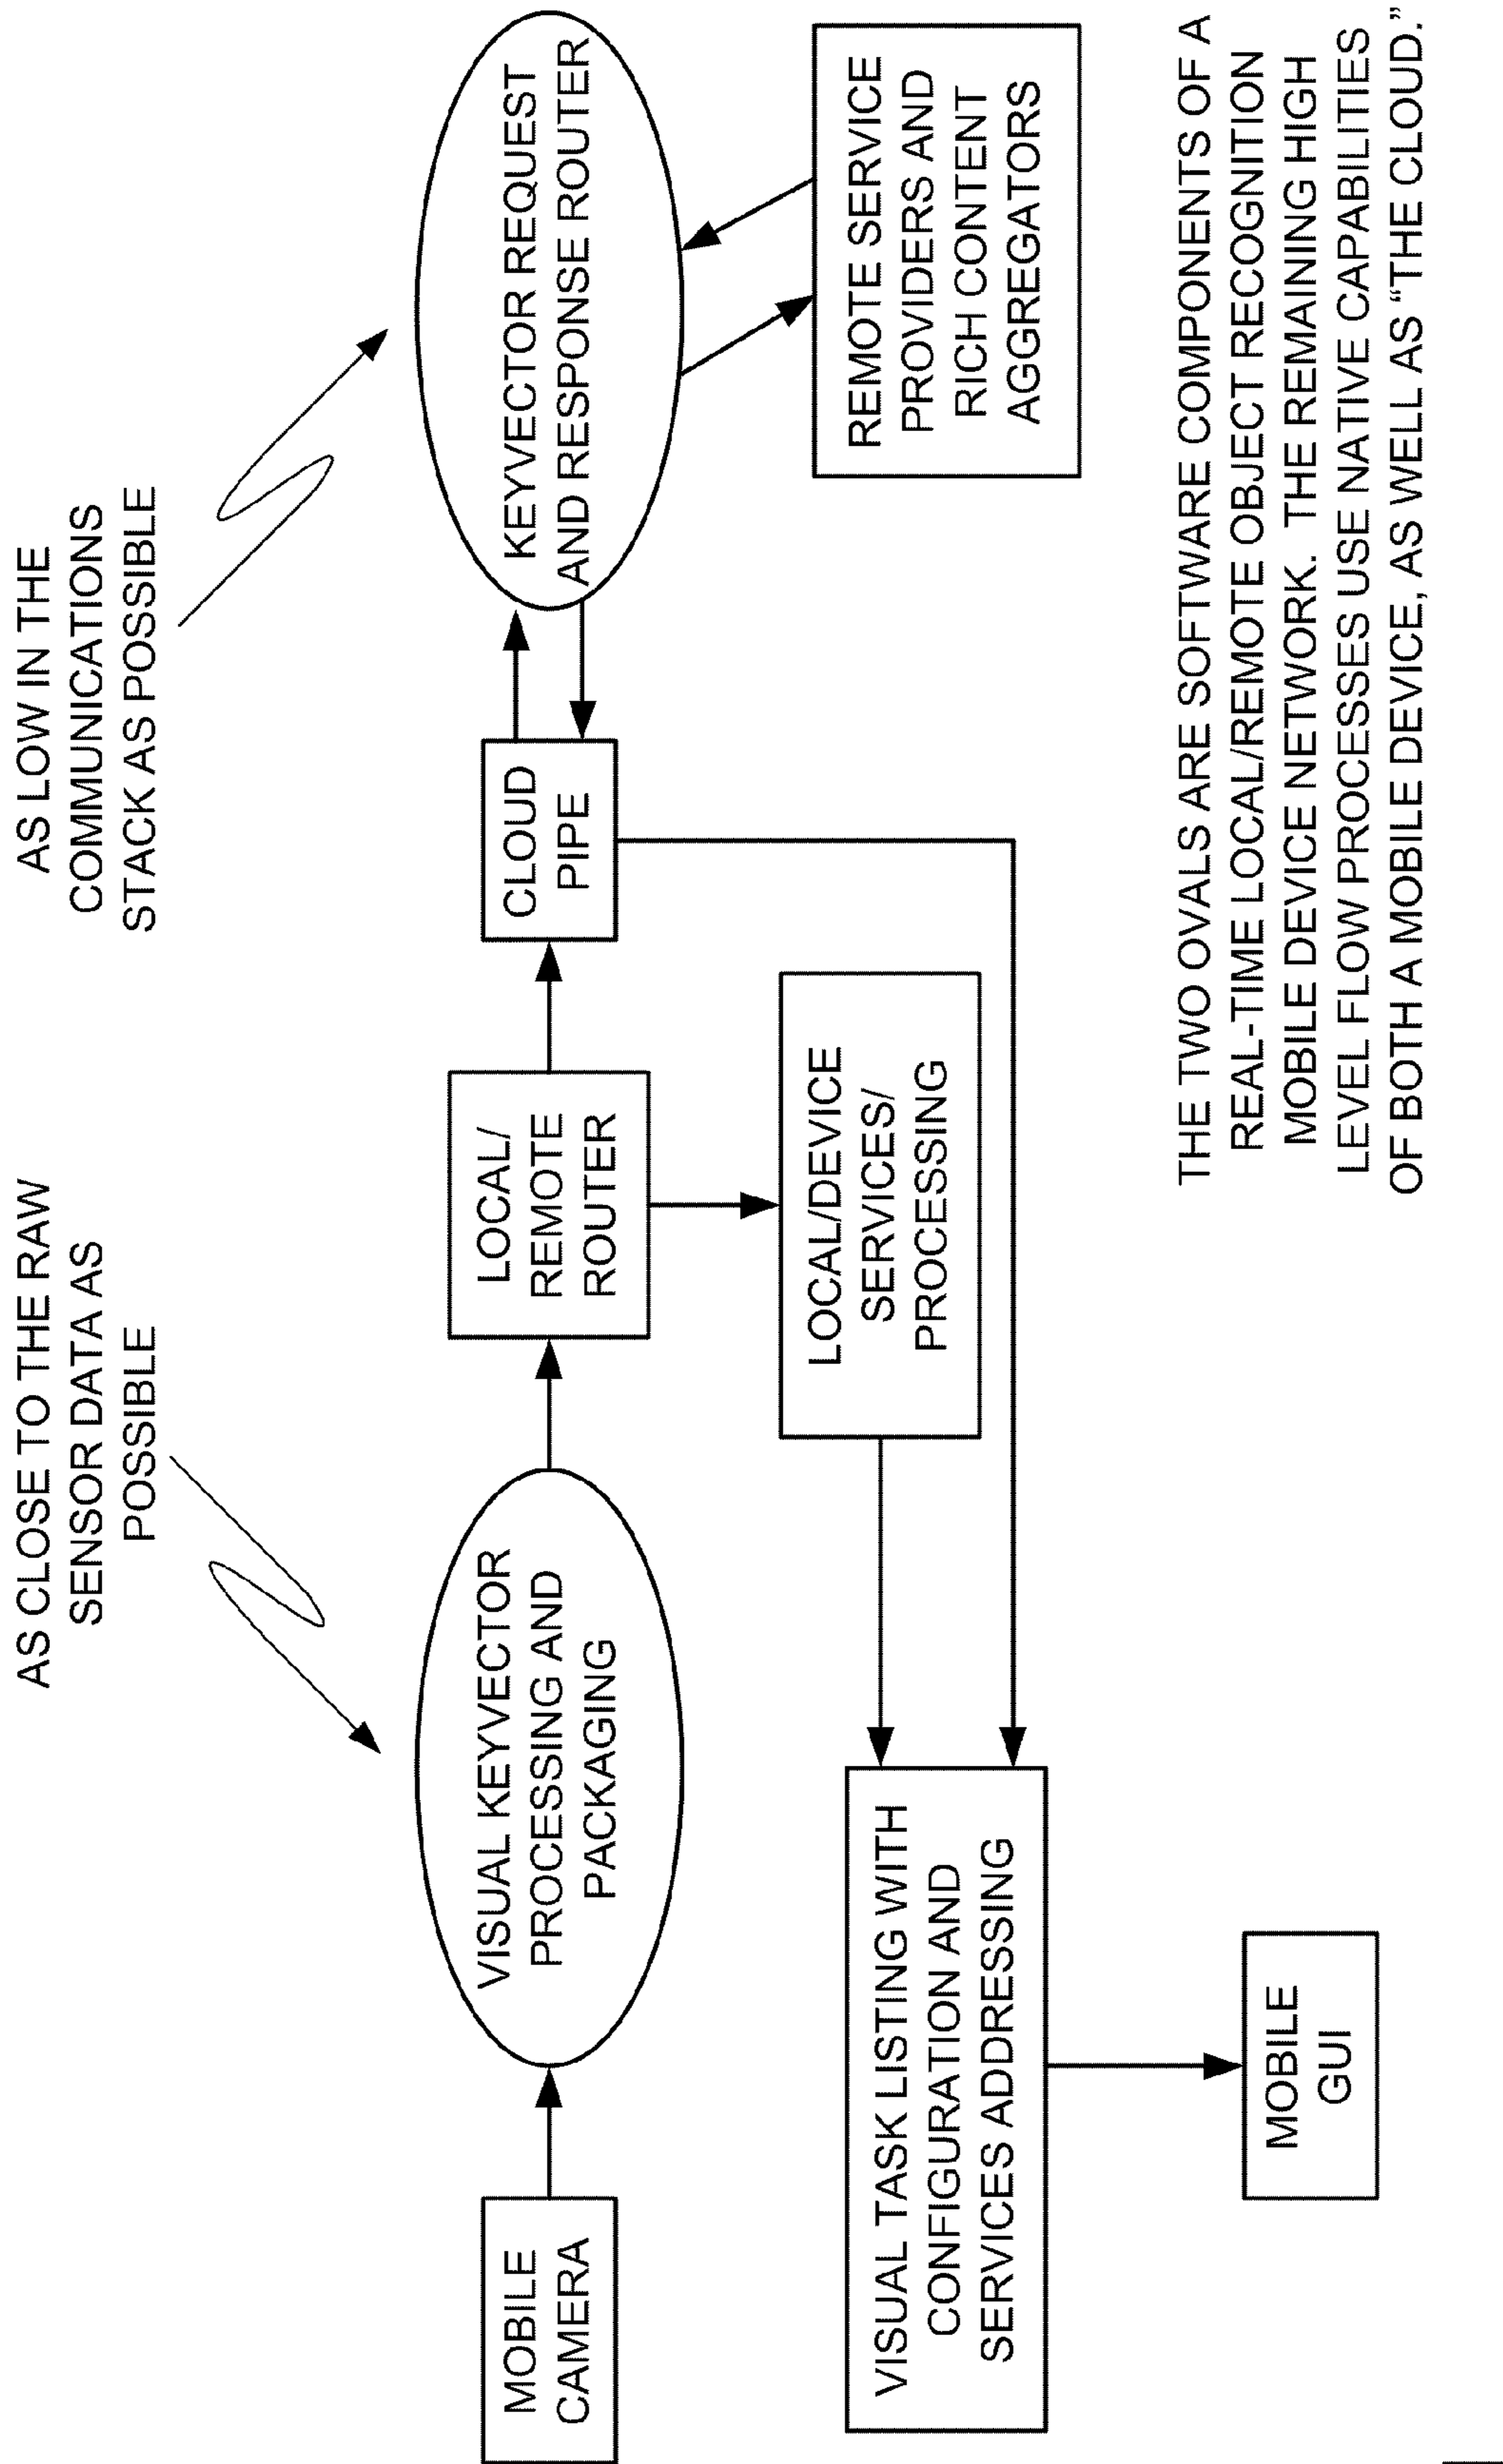 AS CLOSE TO THE RAW
SENSOR DATA AS
POSSIBLE
AS LOW IN THE
COMMUNICATIONS
STACK AS POSSIBLE
MOBILE
CAMERA
VISUAL KEYVECTOR
PROCESSING AND
PACKAGING
LOCAL/
REMOTE
ROUTER
CLOUD
PIPE
KEYVECTOR REQUEST
AND RESPONSE ROUTER
LOCAL/DEVICE
SERVICES/
PROCESSING
REMOTE SERVICE
PROVIDERS AND
RICH CONTENT
AGGREGATORS
VISUAL TASK LISTING WITH
CONFIGURATION AND
SERVICES ADDRESSING
MOBILE
GUI
THE TWO OVALS ARE SOFTWARE COMPONENTS OF A
REAL-TIME LOCAL/REMOTE OBJECT RECOGNITION
MOBILE DEVICE NETWORK. THE REMAINING HIGH
LEVEL FLOW PROCESSES USE NATIVE CAPABILITIES
OF BOTH A MOBILE DEVICE, AS WELL AS “THE CLOUD.”